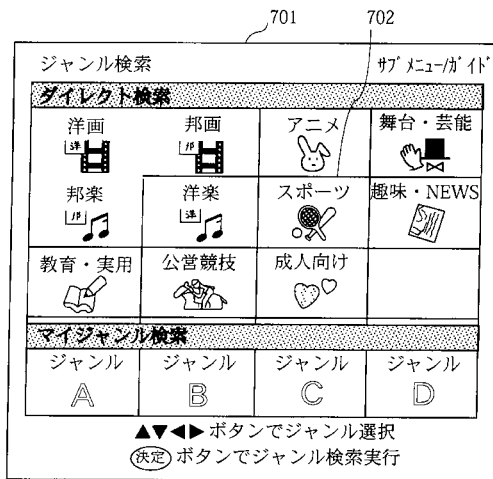 701 702
ジャンル検索 サブメニュー/ガイド
ダイレクト検索
洋画 邦画 アニメ 舞台・芸能
洋 邦
邦楽 洋楽 スポーツ 趣味・NEWS
邦 洋
教育・実用 公営競技 成人向け
マイジャンル検索
ジャンル ジャンル ジャンル ジャンル
A B C D
▲▼◀▶ボタンでジャンル選択
決定 ボタンでジャンル検索実行